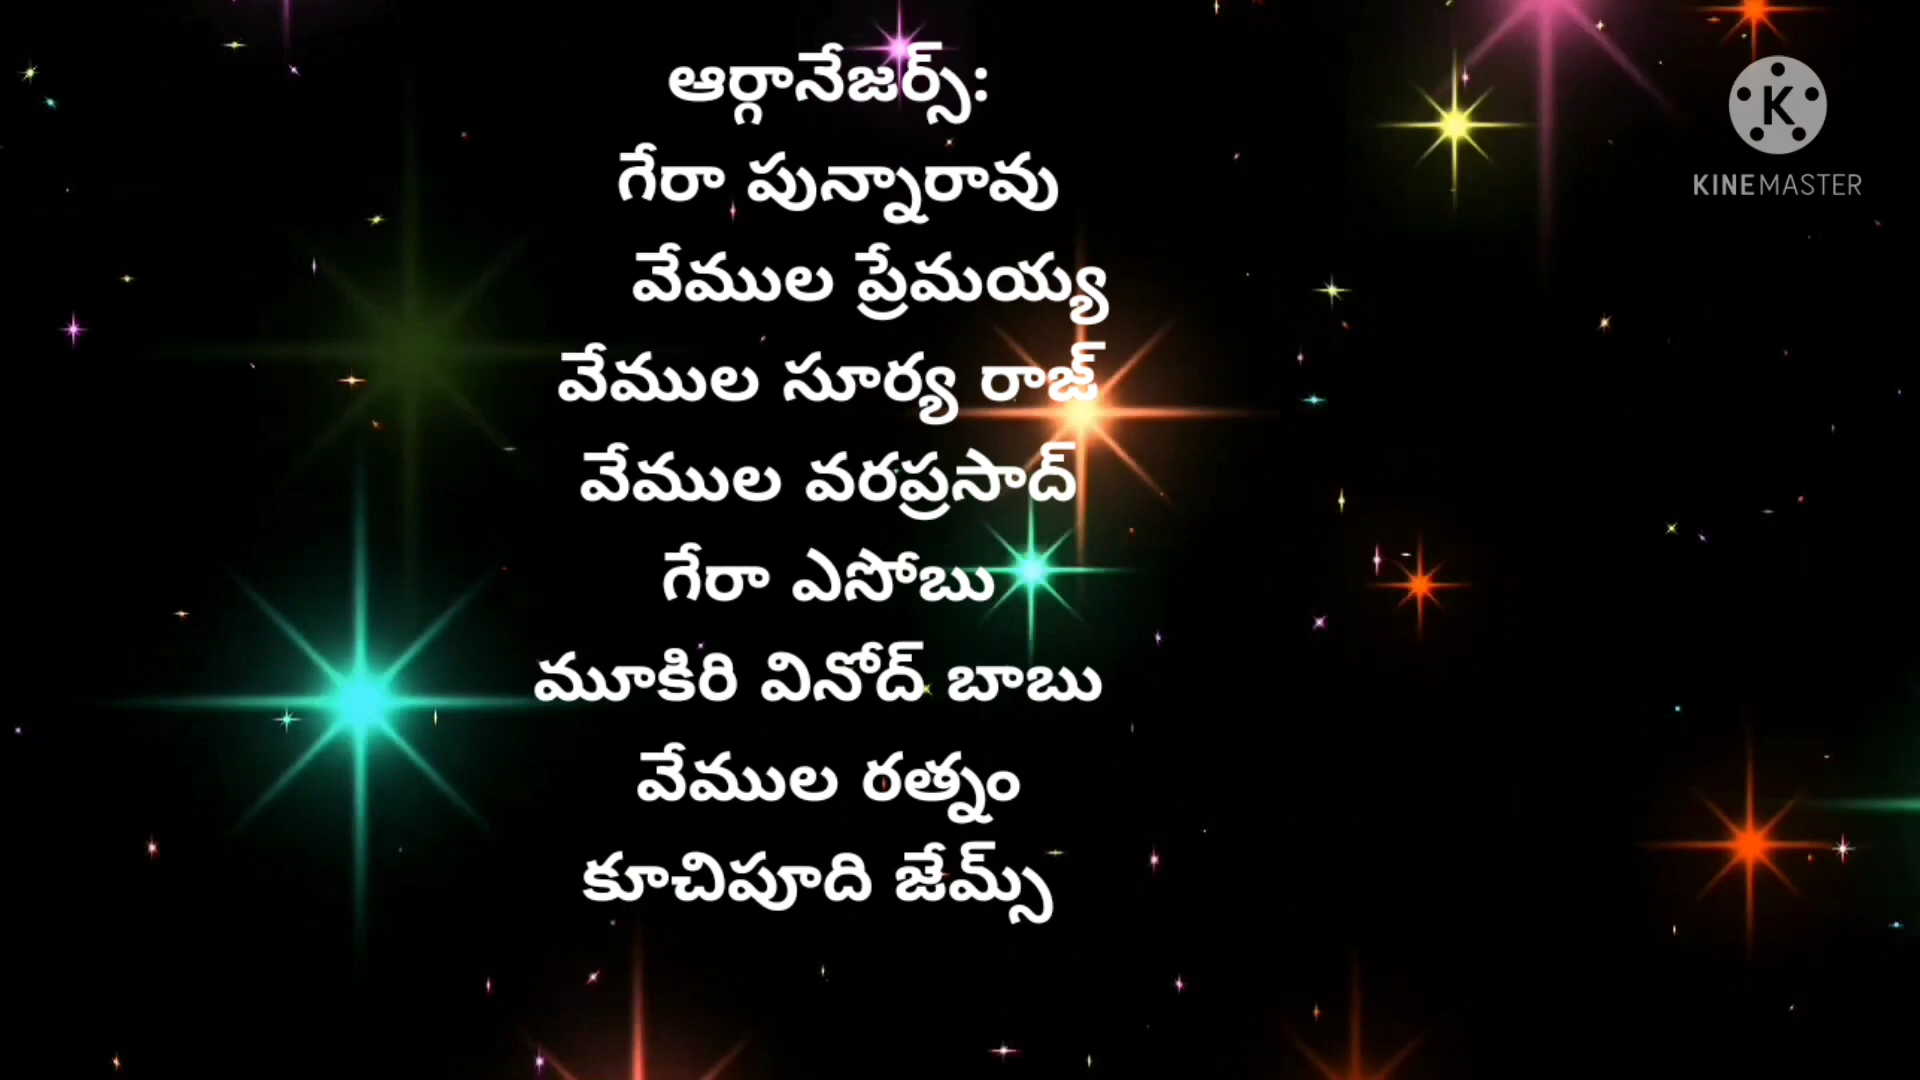 ఆర్గానేజర్స్:
గేరా పున్నారావు
వేముల ప్రేమయ్య
వేముల సూర్య రాజ్
వేముల వరప్రసాద్
గేరా ఎసోబు
మూకిరి వినోద్ బాబు
వేముల రత్నం
కూచిపూది జేమ్స్
K
KINEMASTER